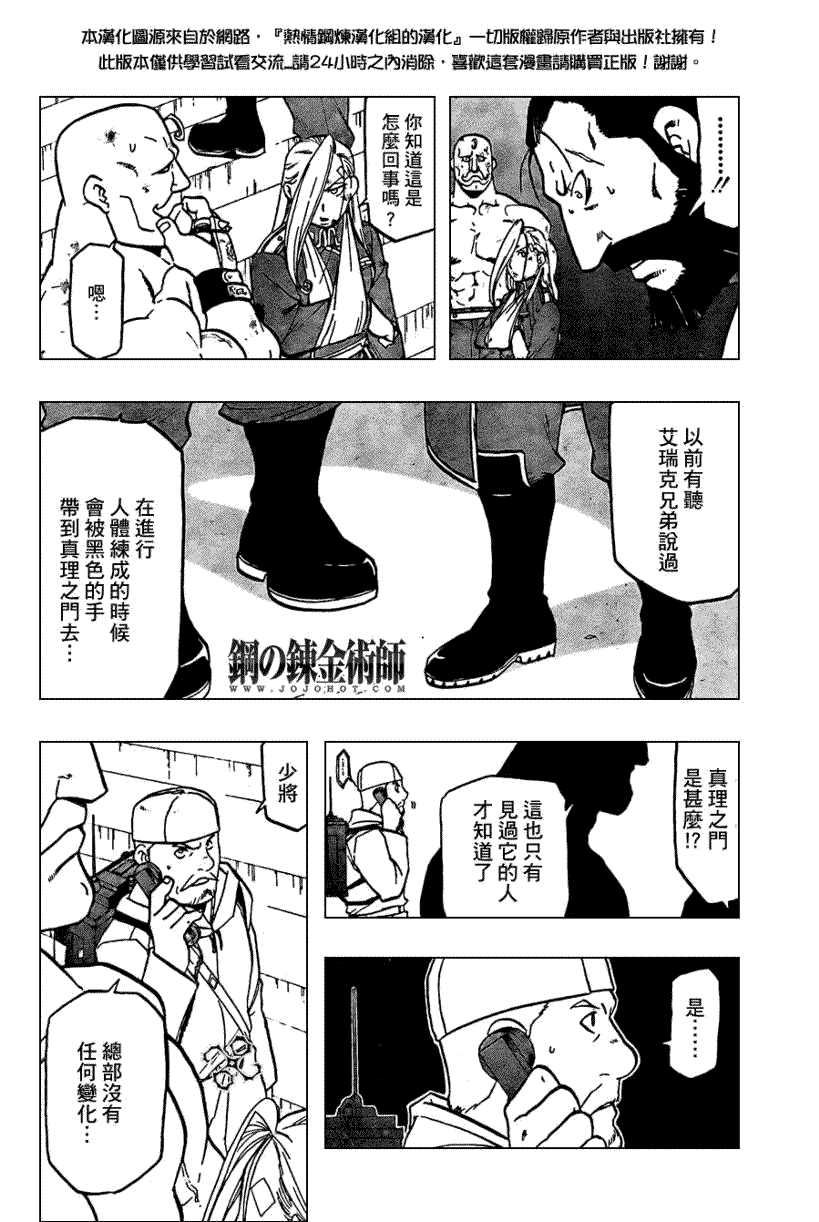 本漢化圖源來自於網路，『熱情鋼煉漢化組的漢化』一切版權歸原作者與出版社擁有！
此版本僅供學習試看交流…請24小時之內消除，喜歡這套漫畫請購買正版！謝謝。
………!!
你知道這是
怎麼回事嗎？
嗯…
以前有聽
艾瑞克兄弟說過
在進行
人體練成的時候
會被黑色的手
帶到真理之門去…
鋼の錬金術師
WWW.JOJOHOT.COM
真理之門
是甚麼!?
這也只有
見過它的人
才知道了
……
是……
少將
總部沒有
任何變化…